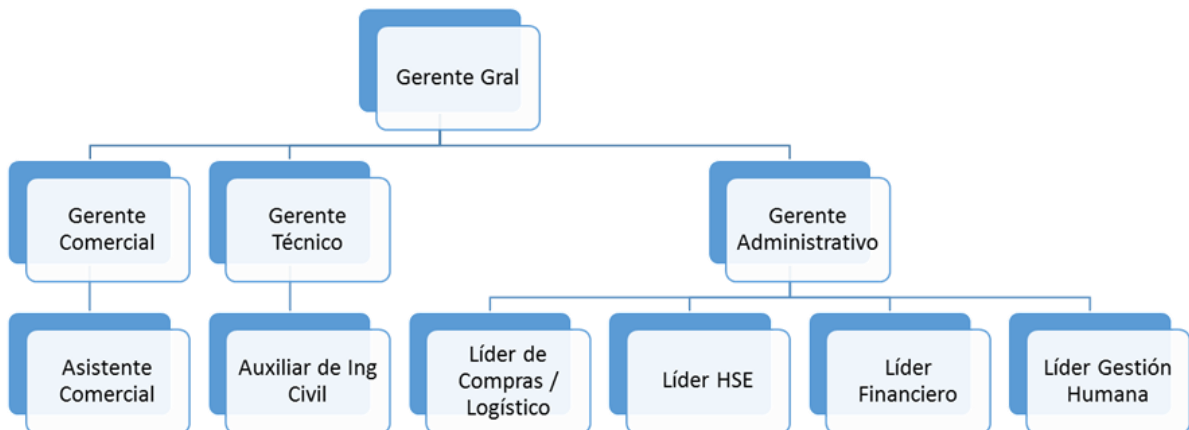 Gerente Gral
Gerente
Comercial
Gerente
Técnico
Gerente
Administrativo
Asistente
Comercial
Auxiliar de Ing
Civil
Líder de
Compras /
Logístico
Líder HSE
Líder
Financiero
Líder Gestión
Humana